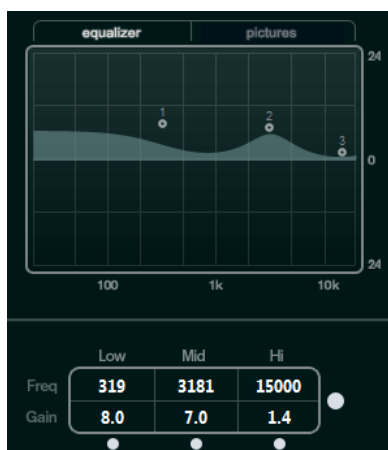 equalizer pictures
24
1
2
3
0
24
100 1k 10k
Low Mid Hi
Freq 319 3181 15000
Gain 8.0 7.0 1.4